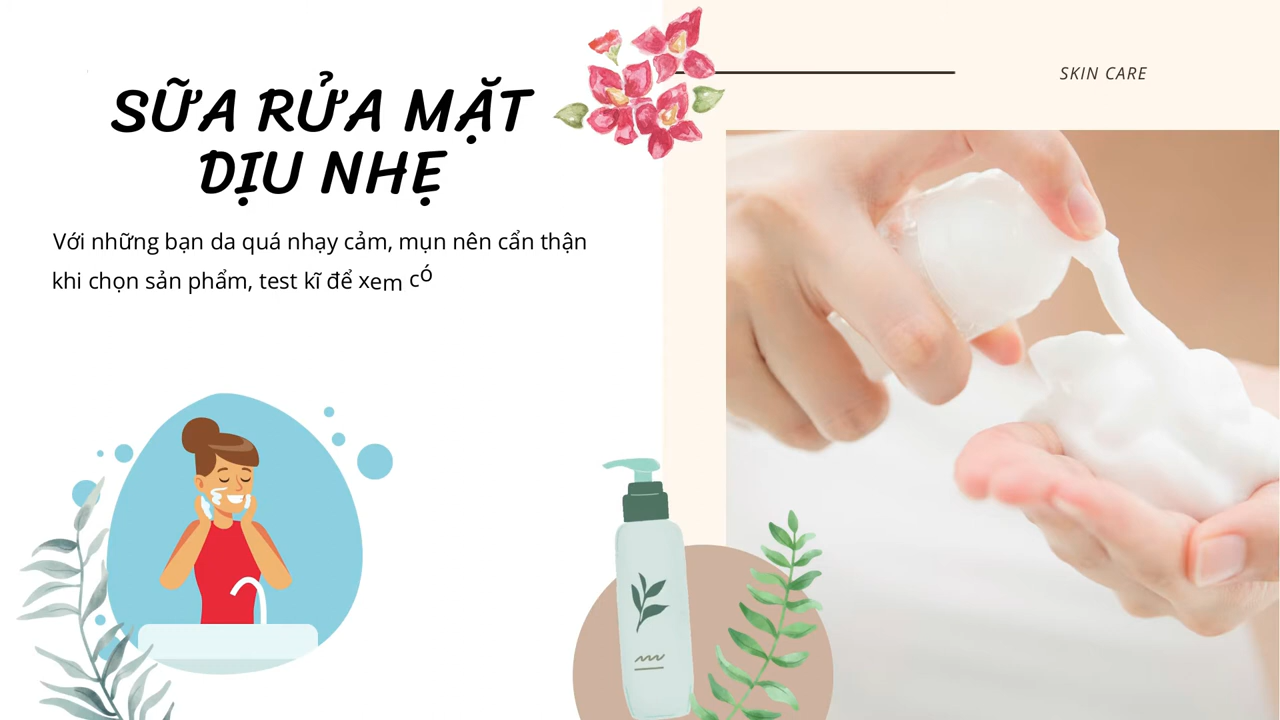 SỮA RỬA MẶT
DỊU NHẸ
Với những bạn da quá nhạy cảm, mụn nên cẩn thận
khi chọn sản phẩm, test kĩ để xem có
SKIN CARE